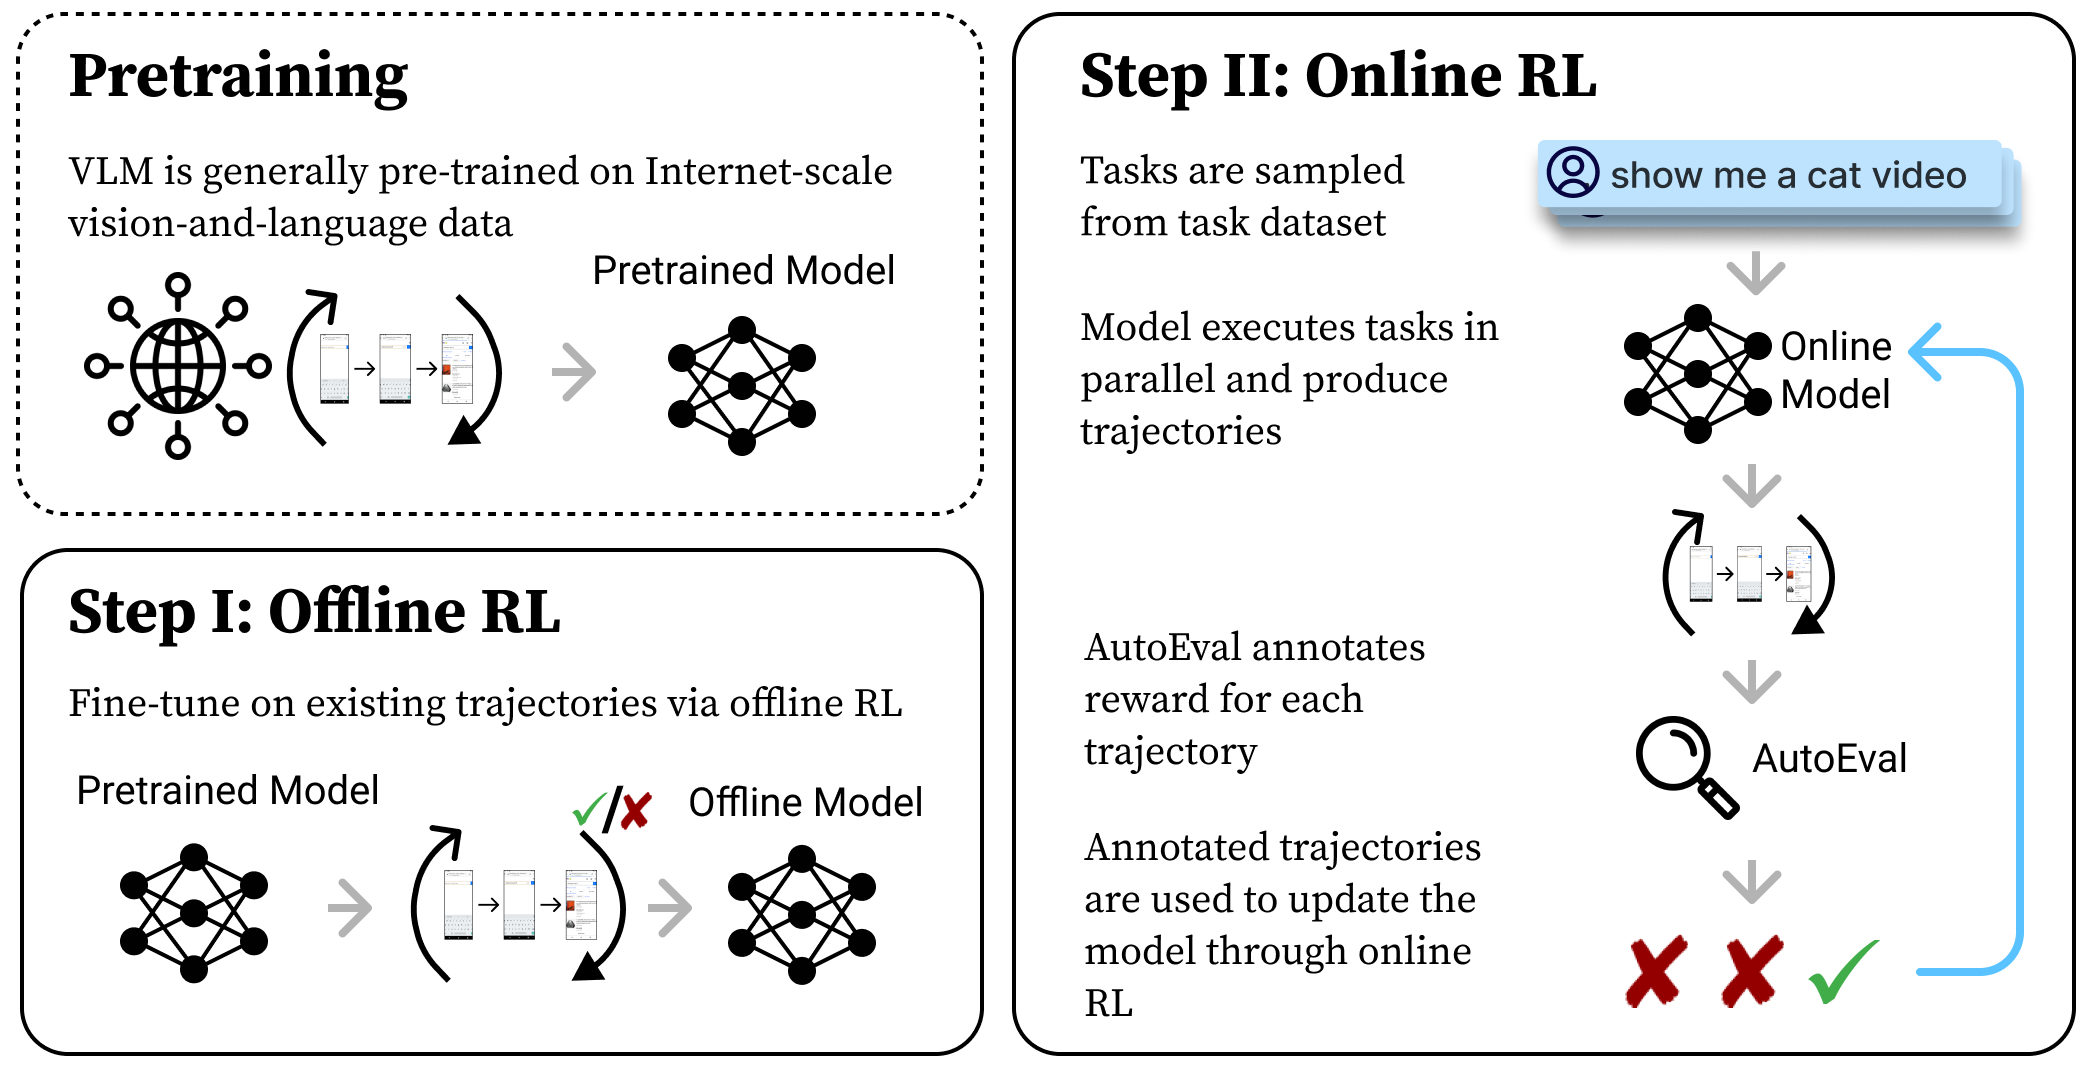 Pretraining
VLM is generally pre-trained on Internet-scale
vision-and-language data
Pretrained Model
Step I: Offline RL
Fine-tune on existing trajectories via offline RL
Pretrained Model
Offline Model
Step II: Online RL
Tasks are sampled
from task dataset
show me a cat video
Model executes tasks in
parallel and produce
trajectories
Online
Model
AutoEval annotates
reward for each
trajectory
AutoEval
Annotated trajectories
are used to update the
model through online
RL